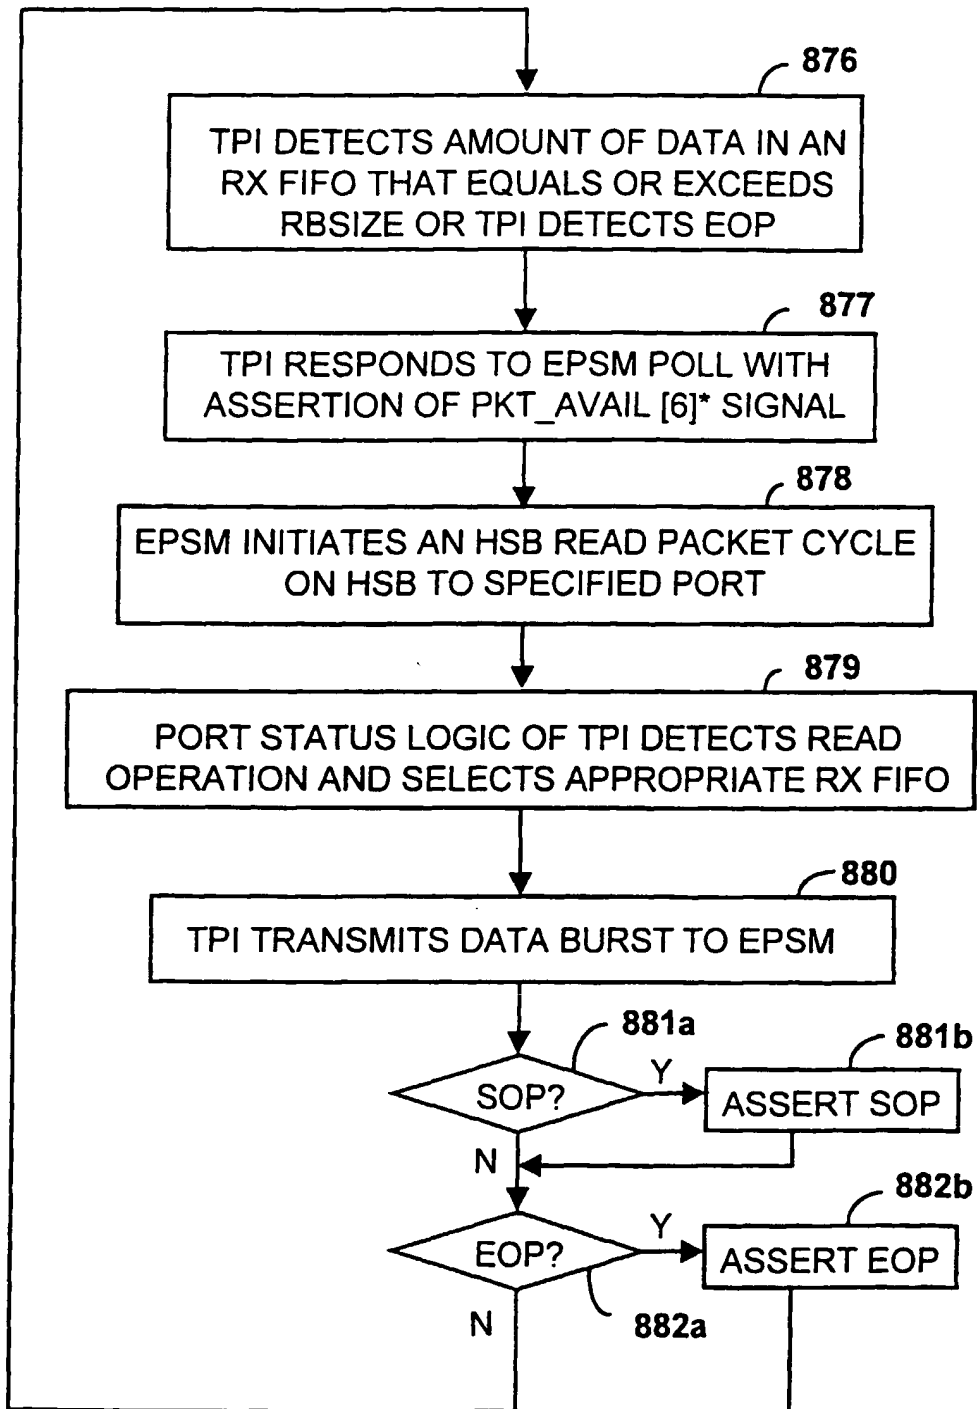 876
TPI DETECTS AMOUNT OF DATA IN AN
RX FIFO THAT EQUALS OR EXCEEDS
RBSIZE OR TPI DETECTS EOP
877
TPI RESPONDS TO EPSM POLL WITH
ASSERTION OF PKT_AVAIL [6]* SIGNAL
878
EPSM INITIATES AN HSB READ PACKET CYCLE
ON HSB TO SPECIFIED PORT
879
PORT STATUS LOGIC OF TPI DETECTS READ
OPERATION AND SELECTS APPROPRIATE RX FIFO
880
TPI TRANSMITS DATA BURST TO EPSM
881a
881b
SOP?
Y
ASSERT SOP
N
882b
EOP?
Y
ASSERT EOP
N
882a